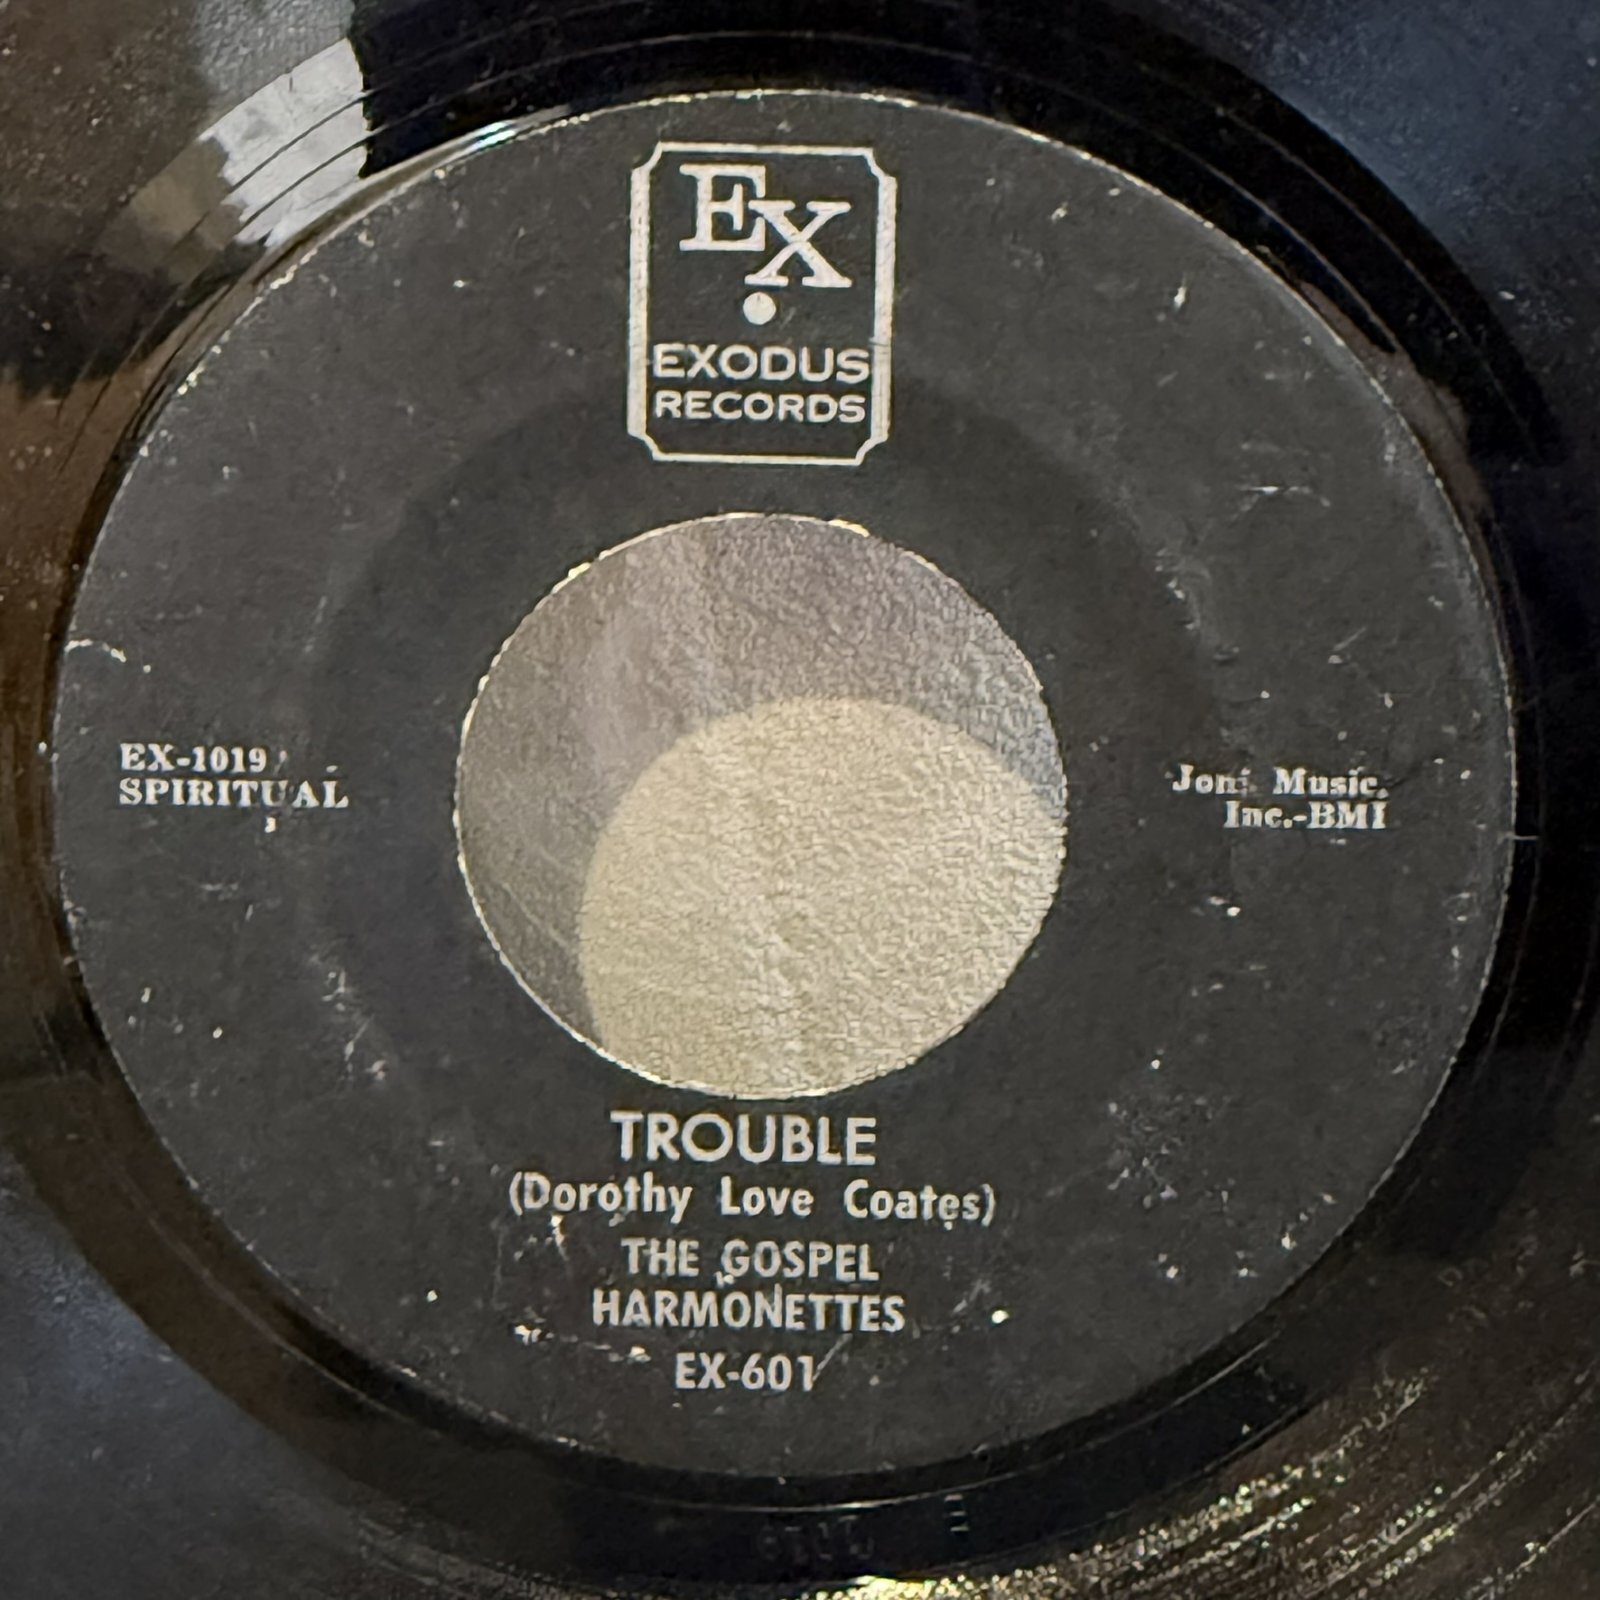 EX
EXODUS
RECORDS
EX-1019
SPIRITUAL
Joni Music.
Inc.-BMI
TROUBLE
(Dorothy Love Coates)
THE GOSPEL
HARMONETTES
EX-601